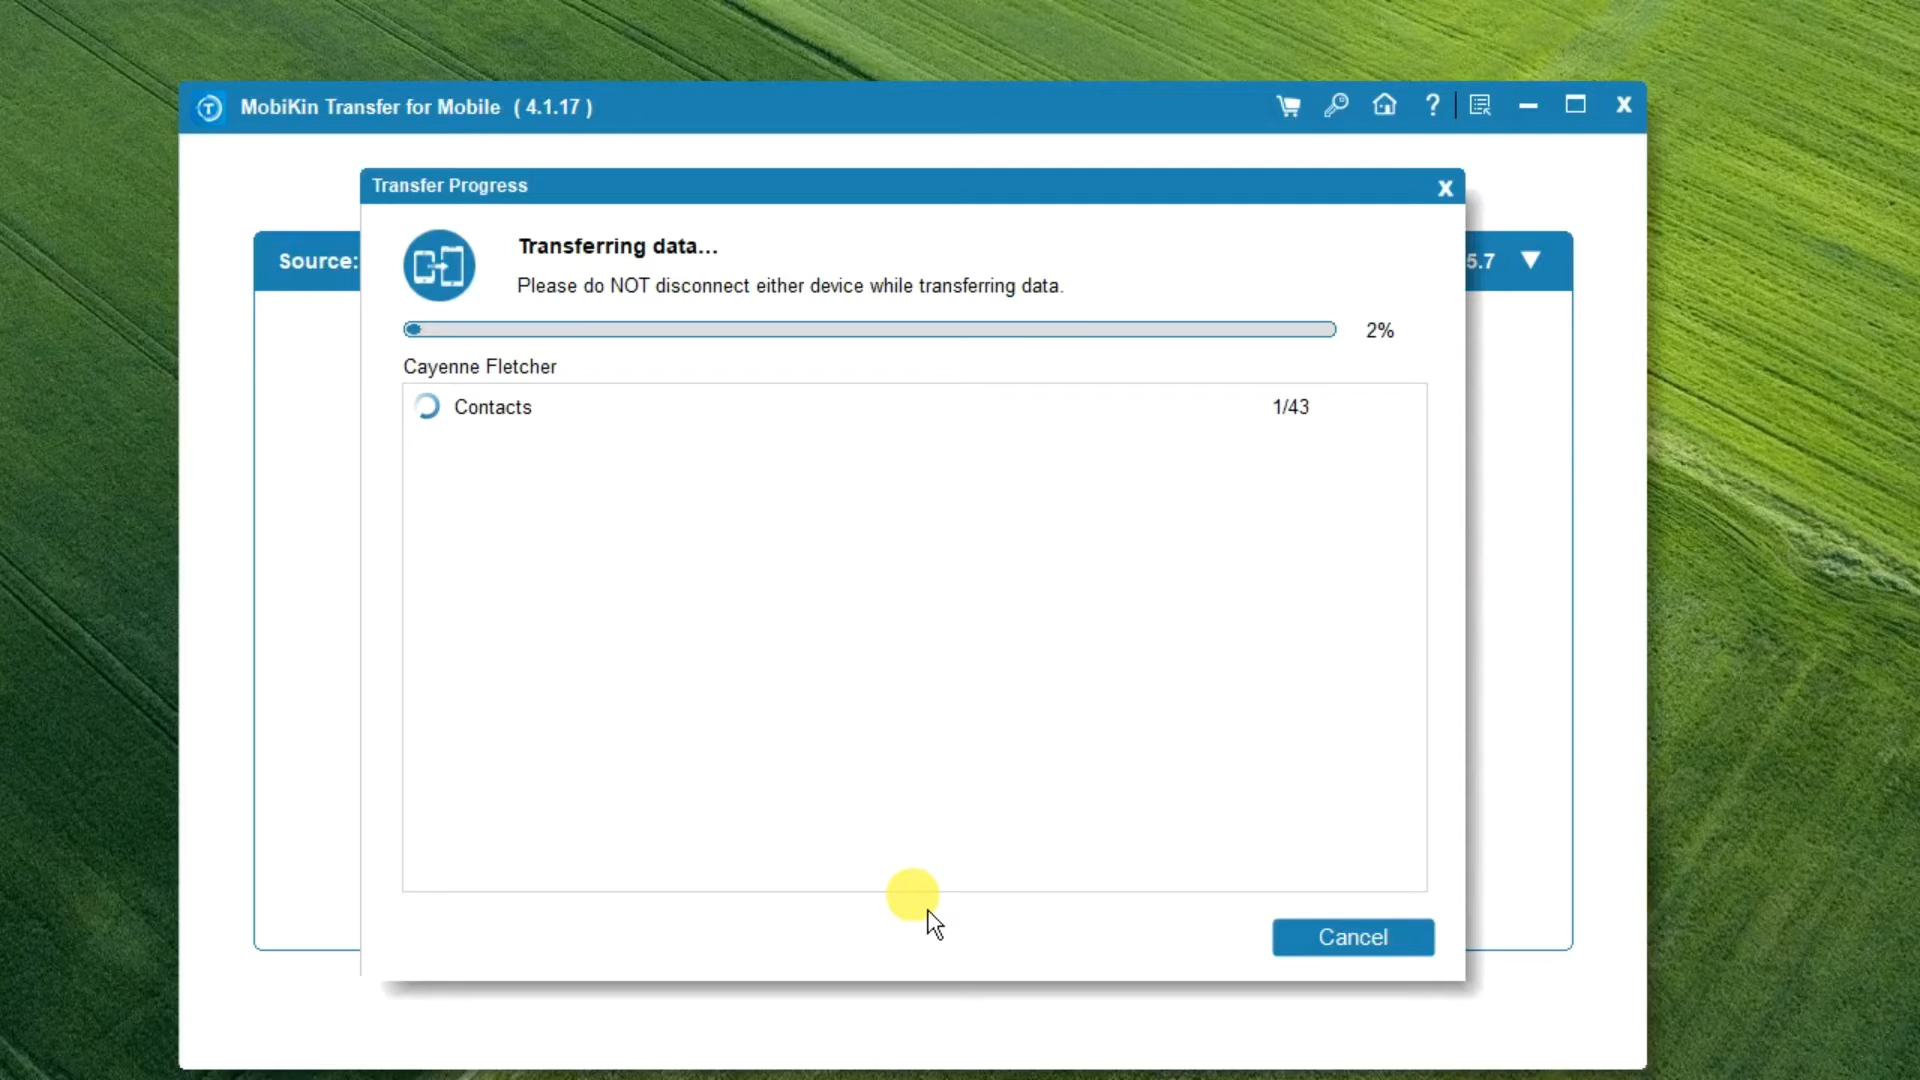 MobiKin Transfer for Mobile ( 4.1.17 )
?
Transfer Progress
Source:
5.7
Transferring data...
Please do NOT disconnect either device while transferring data.
2%
Cayenne Fletcher
Contacts 1/43
Cancel